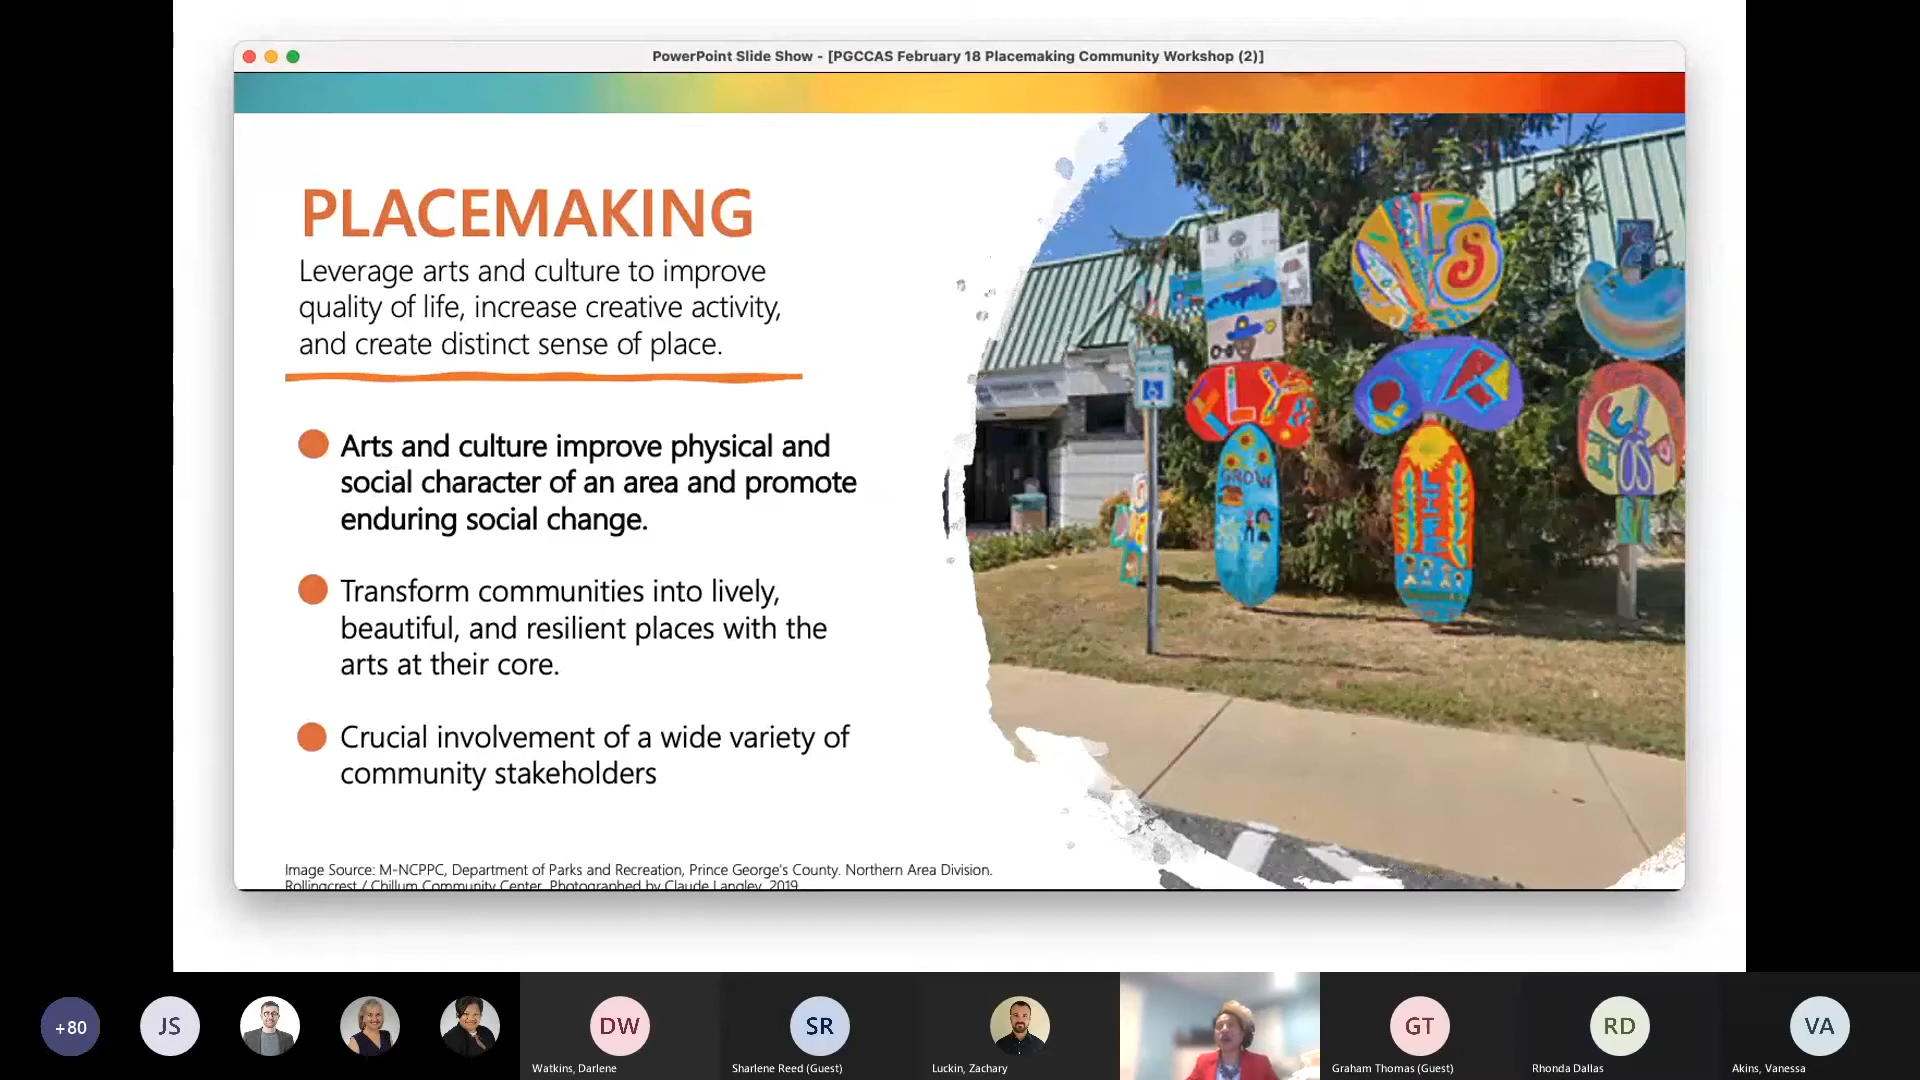 PowerPoint Slide Show - [PGCCAS February 18 Placemaking Community Workshop (2)]
PLACEMAKING
Leverage arts and culture to improve
quality of life, increase creative activity,
and create distinct sense of place.
Arts and culture improve physical and
social character of an area and promote
enduring social change.
Transform communities into lively,
beautiful, and resilient places with the
arts at their core.
Crucial involvement of a wide variety of
community stakeholders
Image Source: M-NCPPC, Department of Parks and Recreation, Prince George's County. Northern Area Division.
Rollingcrest / Chillum Community Center. Photographed by Claude Langley, 2019
FLY
GROW
LIFE
+80
JS
DW
SR
GT
RD
VA
Watkins, Darlene
Sharlene Reed (Guest)
Luckin, Zachary
Graham Thomas (Guest)
Rhonda Dallas
Akins, Vanessa